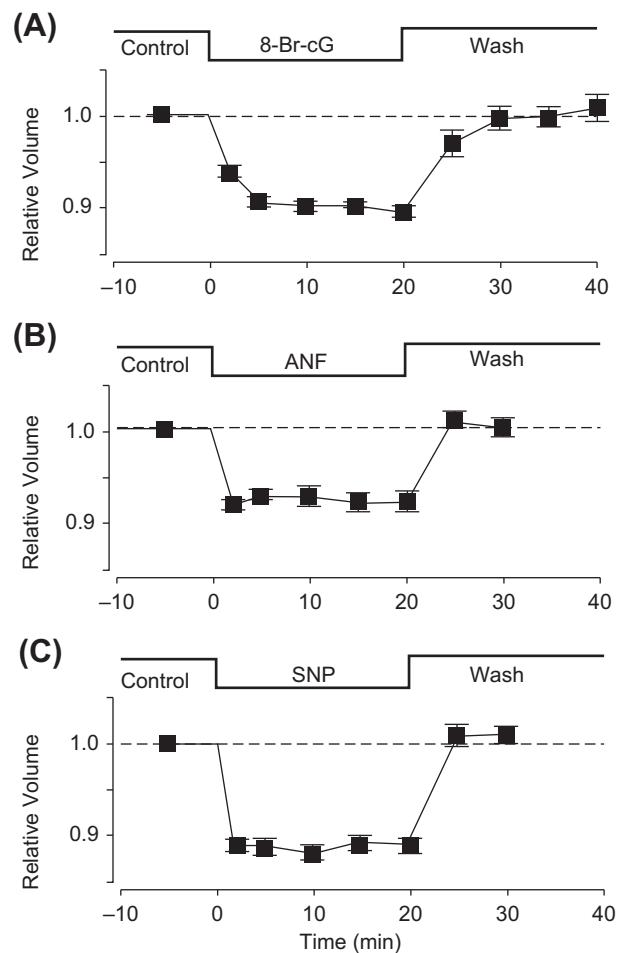 (A)
Control 8-Br-cG Wash
1.0
0.9
Relative Volume
–10 0 10 20 30 40
(B)
Control ANF Wash
1.0
0.9
Relative Volume
–10 0 10 20 30 40
(C)
Control SNP Wash
1.0
0.9
Relative Volume
–10 0 10 20 30 40
Time (min)